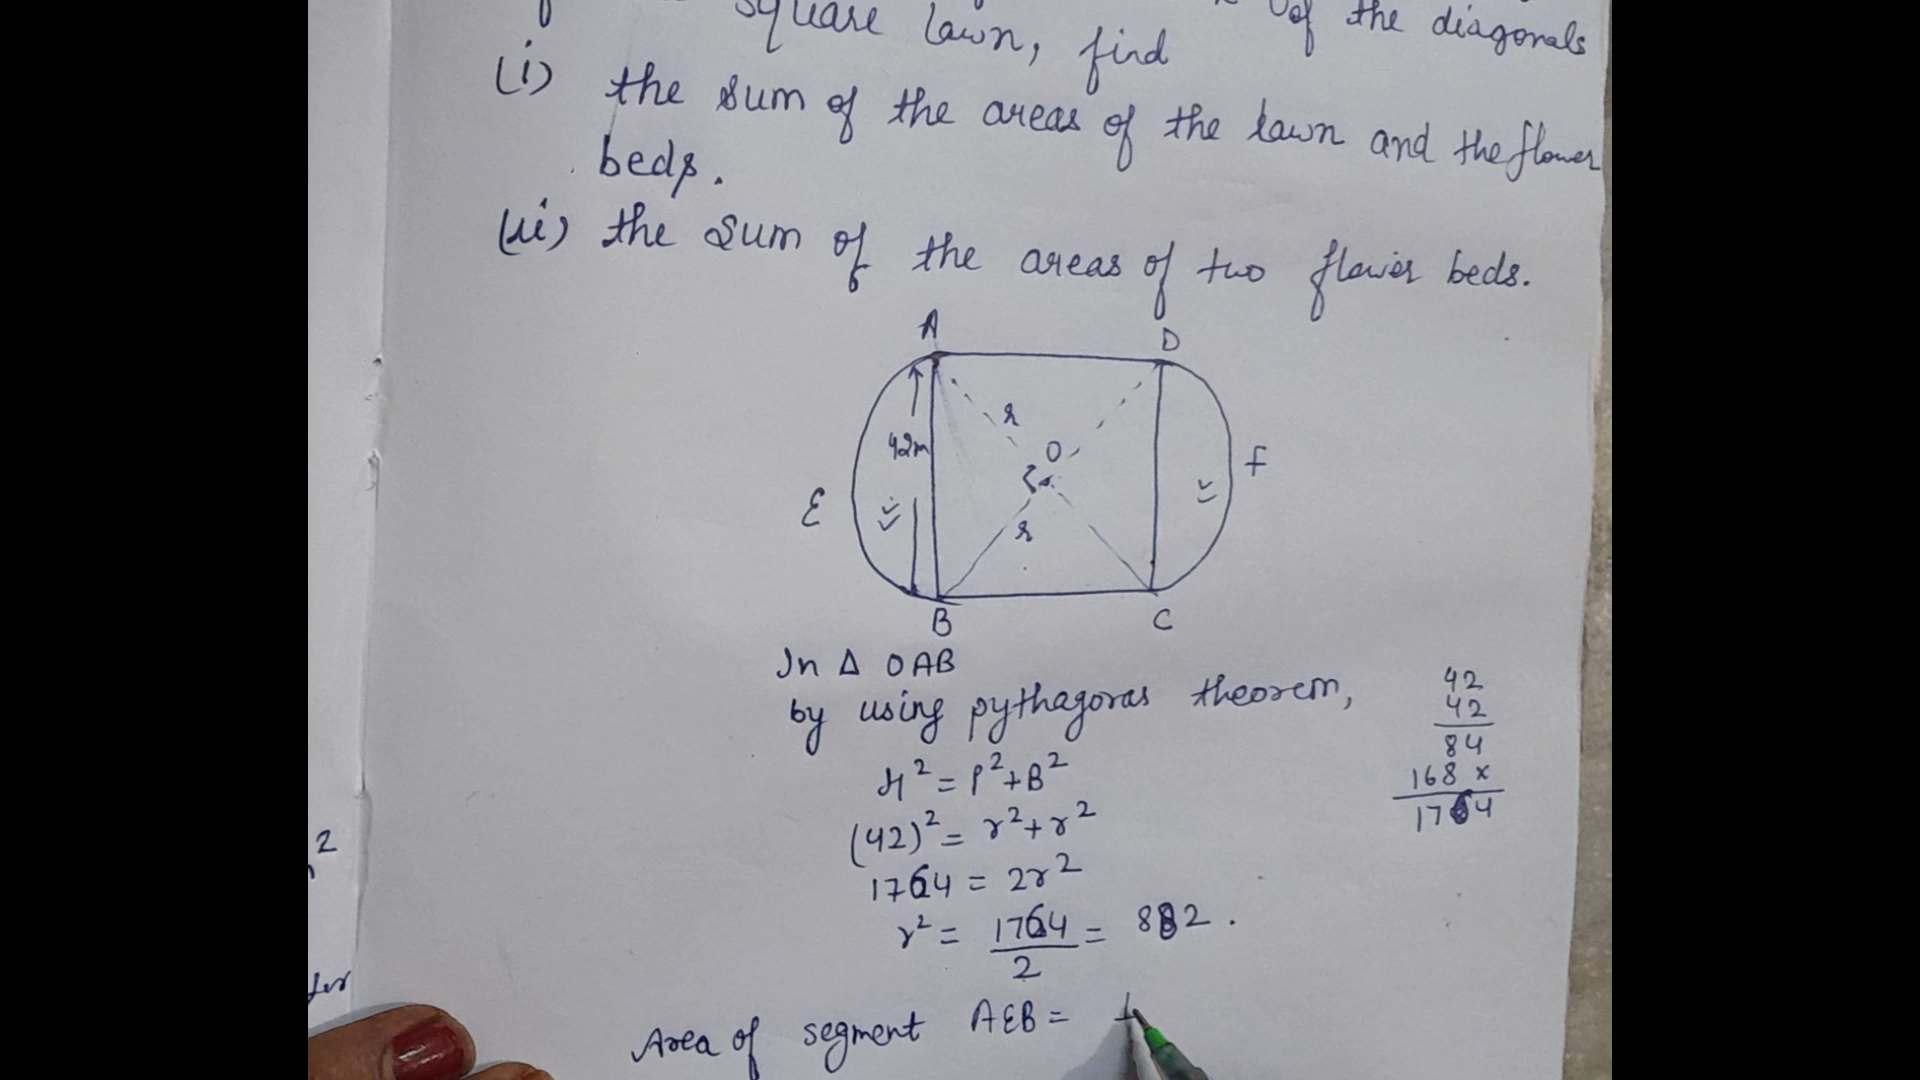 square lawn, find of the diagonals
(i) the sum of the areas of the lawn and the flower
beds.
(ii) the sum of the areas of two flower beds.
A
D
r
42m
O
F
E
r
B
C
In Δ OAB
by using pythagoras theorem,
42
42
84
168 x
1764
H² = P² + B²
(42)² = r² + r²
1764 = 2r²
r² = 1764/2 = 882 .
2
for
Area of segment AEB =